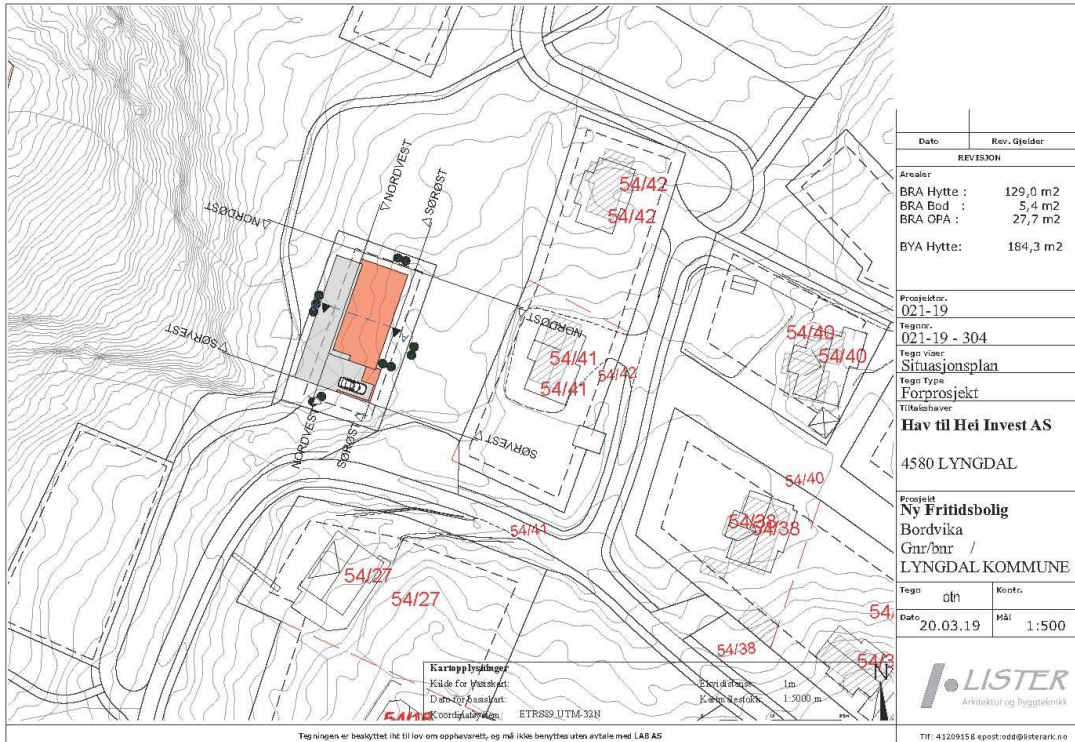 54/42
54/42
NORDVEST
SØRØST
NORDØST
SØRVEST
NORDØST
54/41
54/41
54/42
54/40
54/40
SØRVEST
NORDVEST
SØRØST
54/40
54/41
54/38
54/38
54/27
54/27
54/38
Kartopplysninger
Kilde for basiskart:
Dato for basiskart:
Koordinatsystem: ETRS89 UTM-32N
Ekvidistanse: 1m
1:5000 m
N
Tegningen er beskyttet iht til lov om opphavsrett, og må ikke benyttes uten avtale med LAB AS
Dato Rev. Gjelder
REVISJON
Arealer
BRA Hytte : 129,0 m2
BRA Bod : 5,4 m2
BRA OPA : 27,7 m2
BYA Hytte: 184,3 m2
Prosjektnr.
021-19
Tegnnr.
021-19 - 304
Tegn viser
Situasjonsplan
Tegn Type
Forprosjekt
Tiltakshaver
Hav til Hei Invest AS
4580 LYNGDAL
Prosjekt
Ny Fritidsbolig
Bordvika
Gnr/bnr /
LYNGDAL KOMMUNE
Tegn otn Kontr.
Dato 20.03.19 Mål 1:500
LISTER
Arkitektur og Byggteknikk
Tlf: 41209158 epost:odd@listerark.no